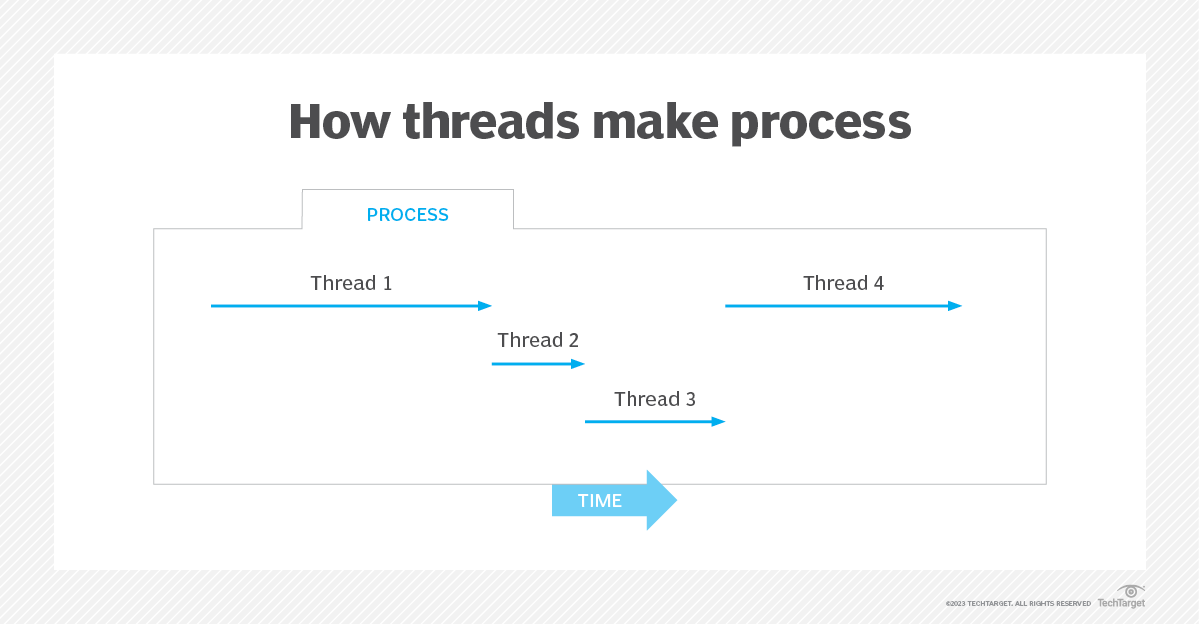 How threads make process
PROCESS
Thread 1
Thread 4
Thread 2
Thread 3
TIME
©2023 TECHTARGET. ALL RIGHTS RESERVED
TechTarget